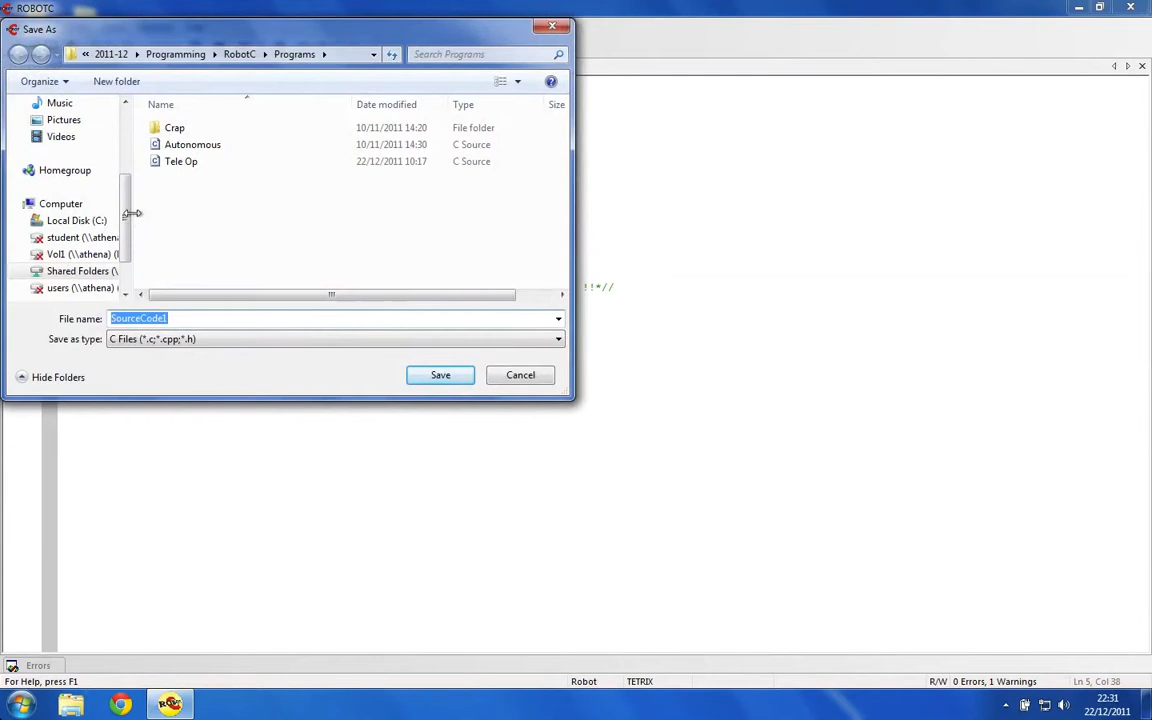 ROBOTC
Save As
« 2011-12 Programming RobotC Programs Search Programs
Organize New folder
Music
Pictures
Videos
Homegroup
Computer
Local Disk (C:)
student (\\athena
Vol1 (\\athena) (
Shared Folders (\
users (\\athena) (
Name Date modified Type Size
Crap 10/11/2011 14:20 File folder
Autonomous 10/11/2011 14:30 C Source
Tele Op 22/12/2011 10:17 C Source
!!*//
File name: SourceCode1
Save as type: C Files (*.c;*.cpp;*.h)
Hide Folders Save Cancel
Errors
For Help, press F1 Robot TETRIX R/W 0 Errors, 1 Warnings Ln 5, Col 38
22:31
22/12/2011